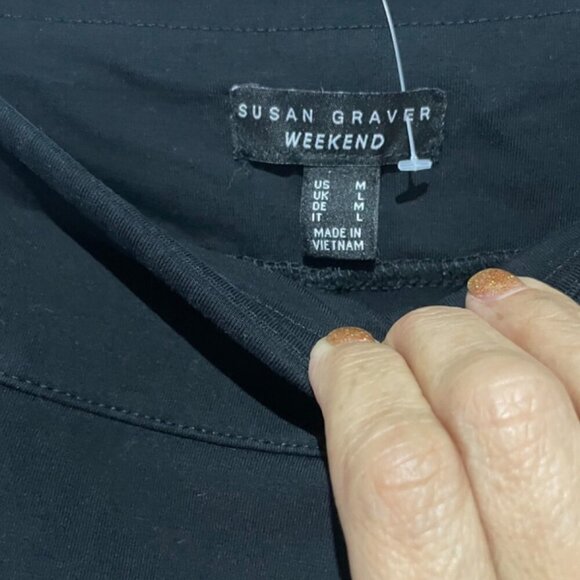 SUSAN GRAVER
WEEKEND
US M
UK L
DE M
IT L
MADE IN
VIETNAM